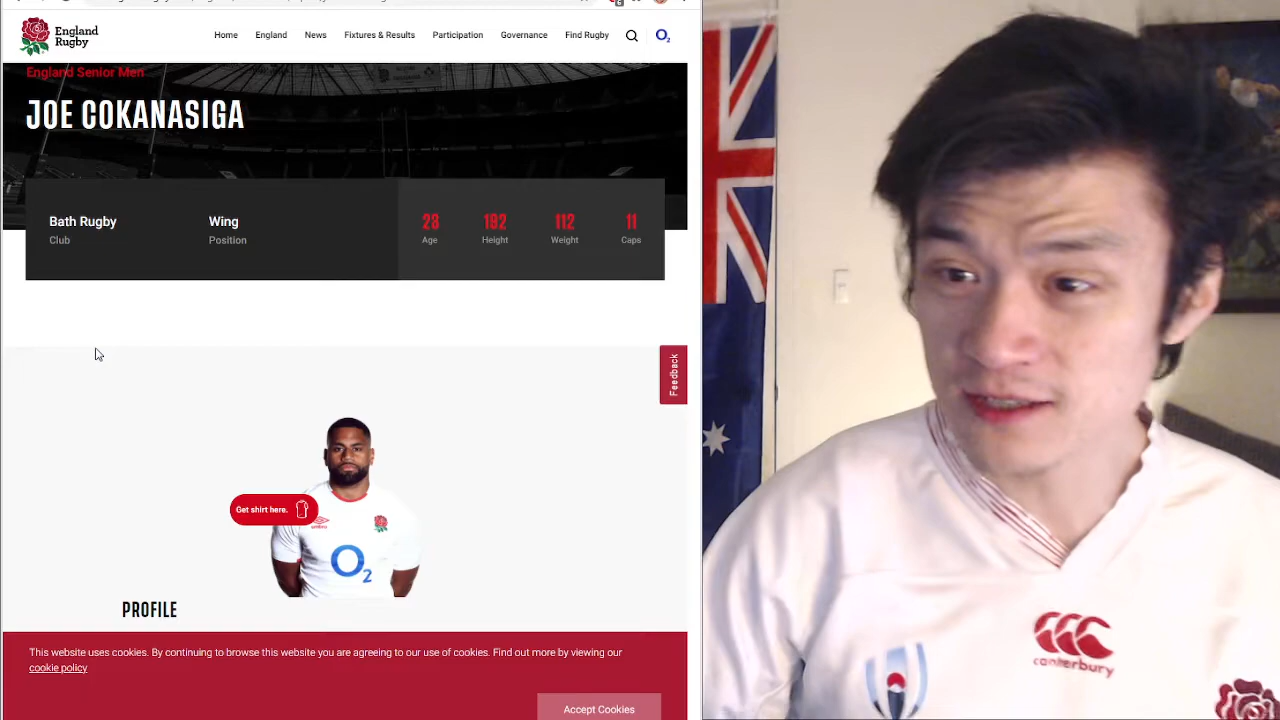 England
Rugby
Home England News Fixtures & Results Participation Governance Find Rugby O2
England Senior Men
JOE COKANASIGA
Bath Rugby Wing 23 192 112 11
Club Position Age Height Weight Caps
Feedback
Get shirt here.
umbro
O2
PROFILE
This website uses cookies. By continuing to browse this website you are agreeing to our use of cookies. Find out more by viewing our
cookie policy
Accept Cookies
canterbury